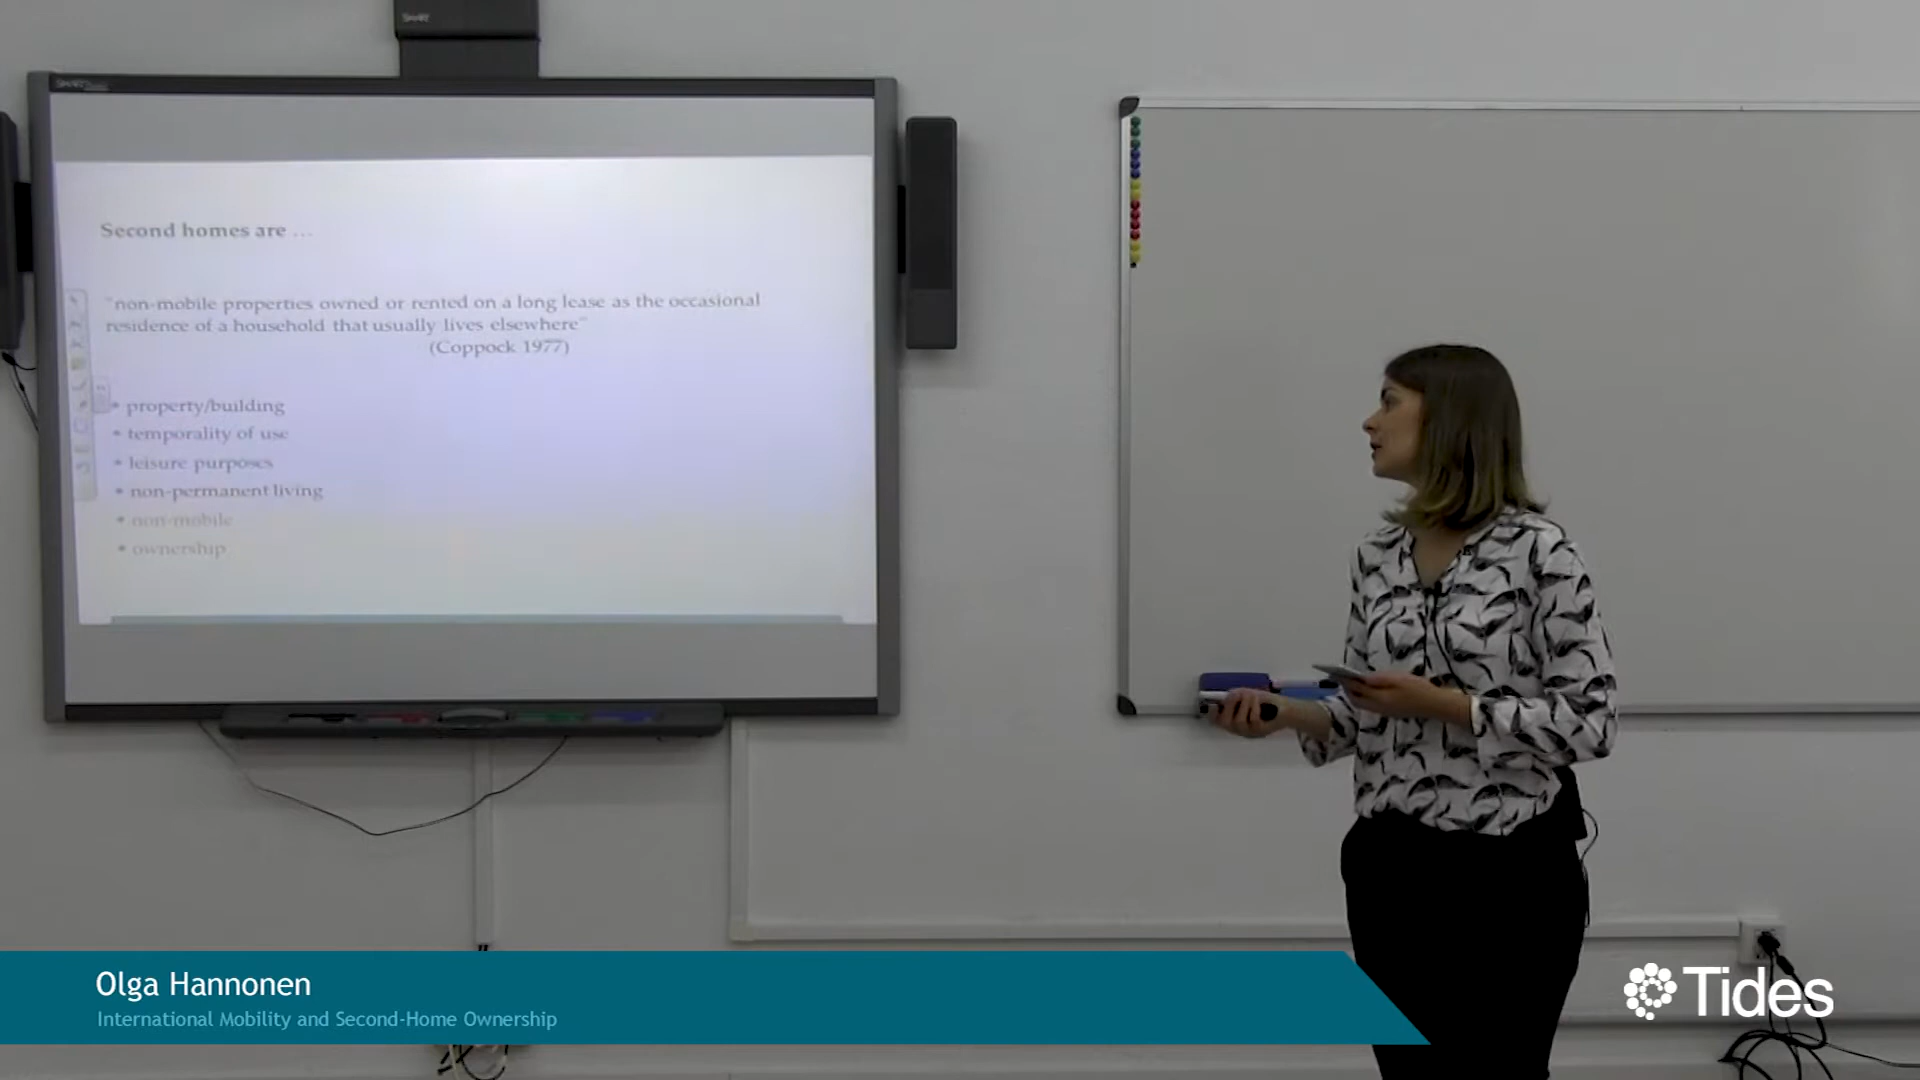 SMART
SMART
Second homes are ...
"non-mobile properties owned or rented on a long lease as the occasional
residence of a household that usually lives elsewhere"
(Coppock 1977)
• property/building
• temporality of use
• leisure purposes
• non-permanent living
• non-mobile
• ownership
Olga Hannonen
International Mobility and Second-Home Ownership
Tides